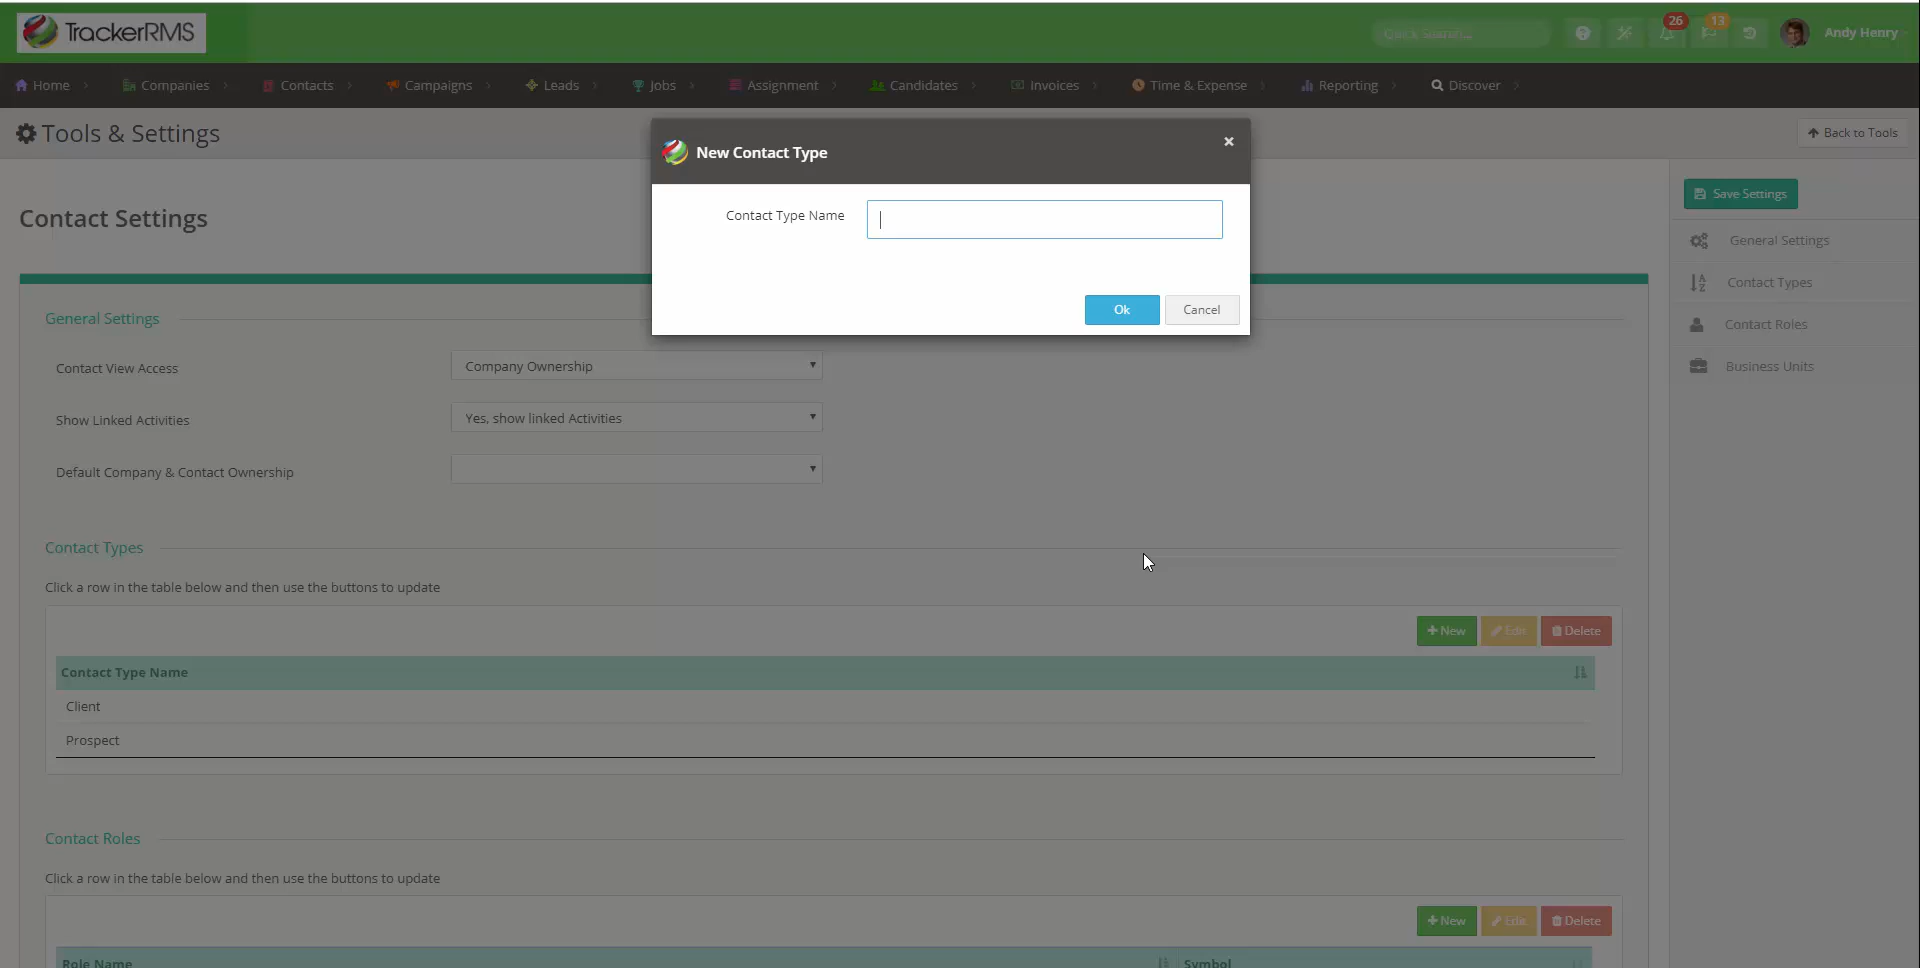 TrackerRMS
Quick Search...
26
13
Andy Henry
Home
Companies
Contacts
Campaigns
Leads
Jobs
Assignment
Candidates
Invoices
Time & Expense
Reporting
Discover
Tools & Settings
Back to Tools
New Contact Type
Contact Type Name
Ok
Cancel
Contact Settings
Save Settings
General Settings
Contact Types
Contact Roles
Business Units
General Settings
Contact View Access
Company Ownership
Show Linked Activities
Yes, show linked Activities
Default Company & Contact Ownership
Contact Types
Click a row in the table below and then use the buttons to update
New
Edit
Delete
Contact Type Name
Client
Prospect
Contact Roles
Click a row in the table below and then use the buttons to update
New
Edit
Delete
Role Name
Symbol